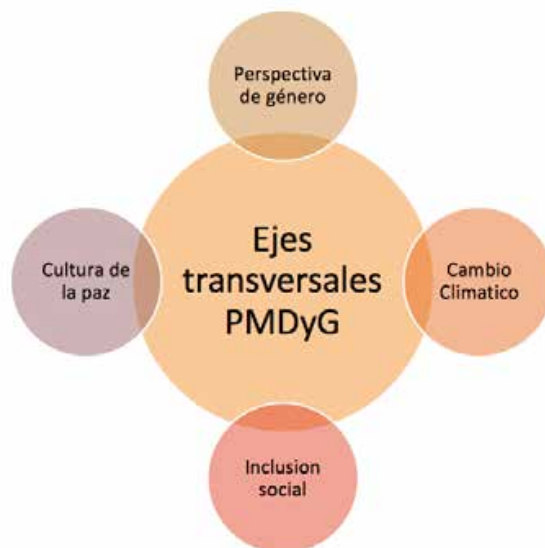 Perspectiva
de género
Ejes
transversales
PMDyG
Cultura de
la paz
Cambio
Climatico
Inclusion
social